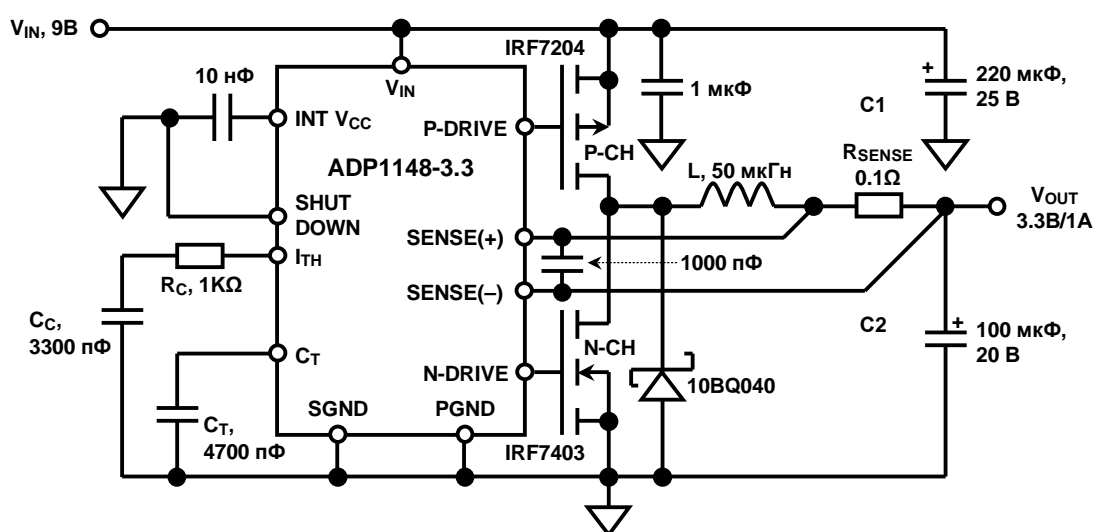 VIN, 9В
10 нФ
VIN
IRF7204
1 мкФ
C1
220 мкФ,
25 В
INT VCC
P-DRIVE
P-CH
ADP1148-3.3
L, 50 мкГн
RSENSE
0.1Ω
VOUT
3.3В/1А
SHUT
DOWN
SENSE(+)
ITH
RC, 1KΩ
1000 пФ
SENSE(–)
CC,
3300 пФ
C2
100 мкФ,
20 В
CT
N-CH
N-DRIVE
10BQ040
CT,
4700 пФ
SGND
PGND
IRF7403